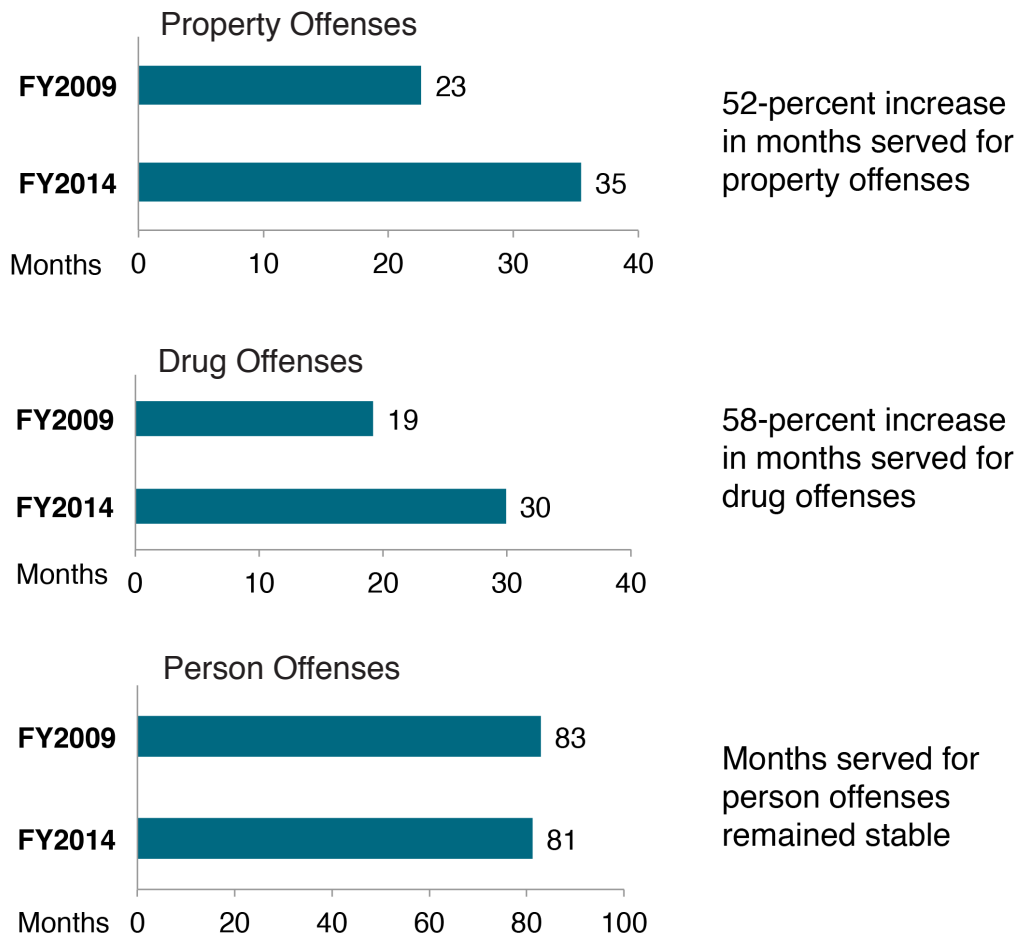 Property Offenses
FY2009 23
FY2014 35
Months 0 10 20 30 40
52-percent increase
in months served for
property offenses
Drug Offenses
FY2009 19
FY2014 30
Months 0 10 20 30 40
58-percent increase
in months served for
drug offenses
Person Offenses
FY2009 83
FY2014 81
Months 0 20 40 60 80 100
Months served for
person offenses
remained stable